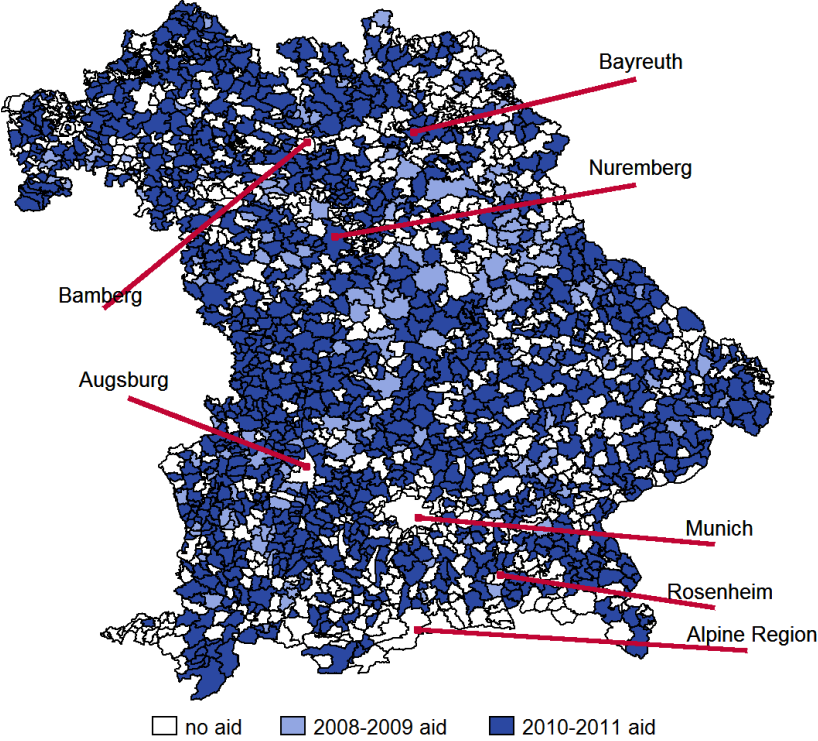 Bayreuth
Nuremberg
Bamberg
Augsburg
Munich
Rosenheim
Alpine Region
no aid 2008-2009 aid 2010-2011 aid